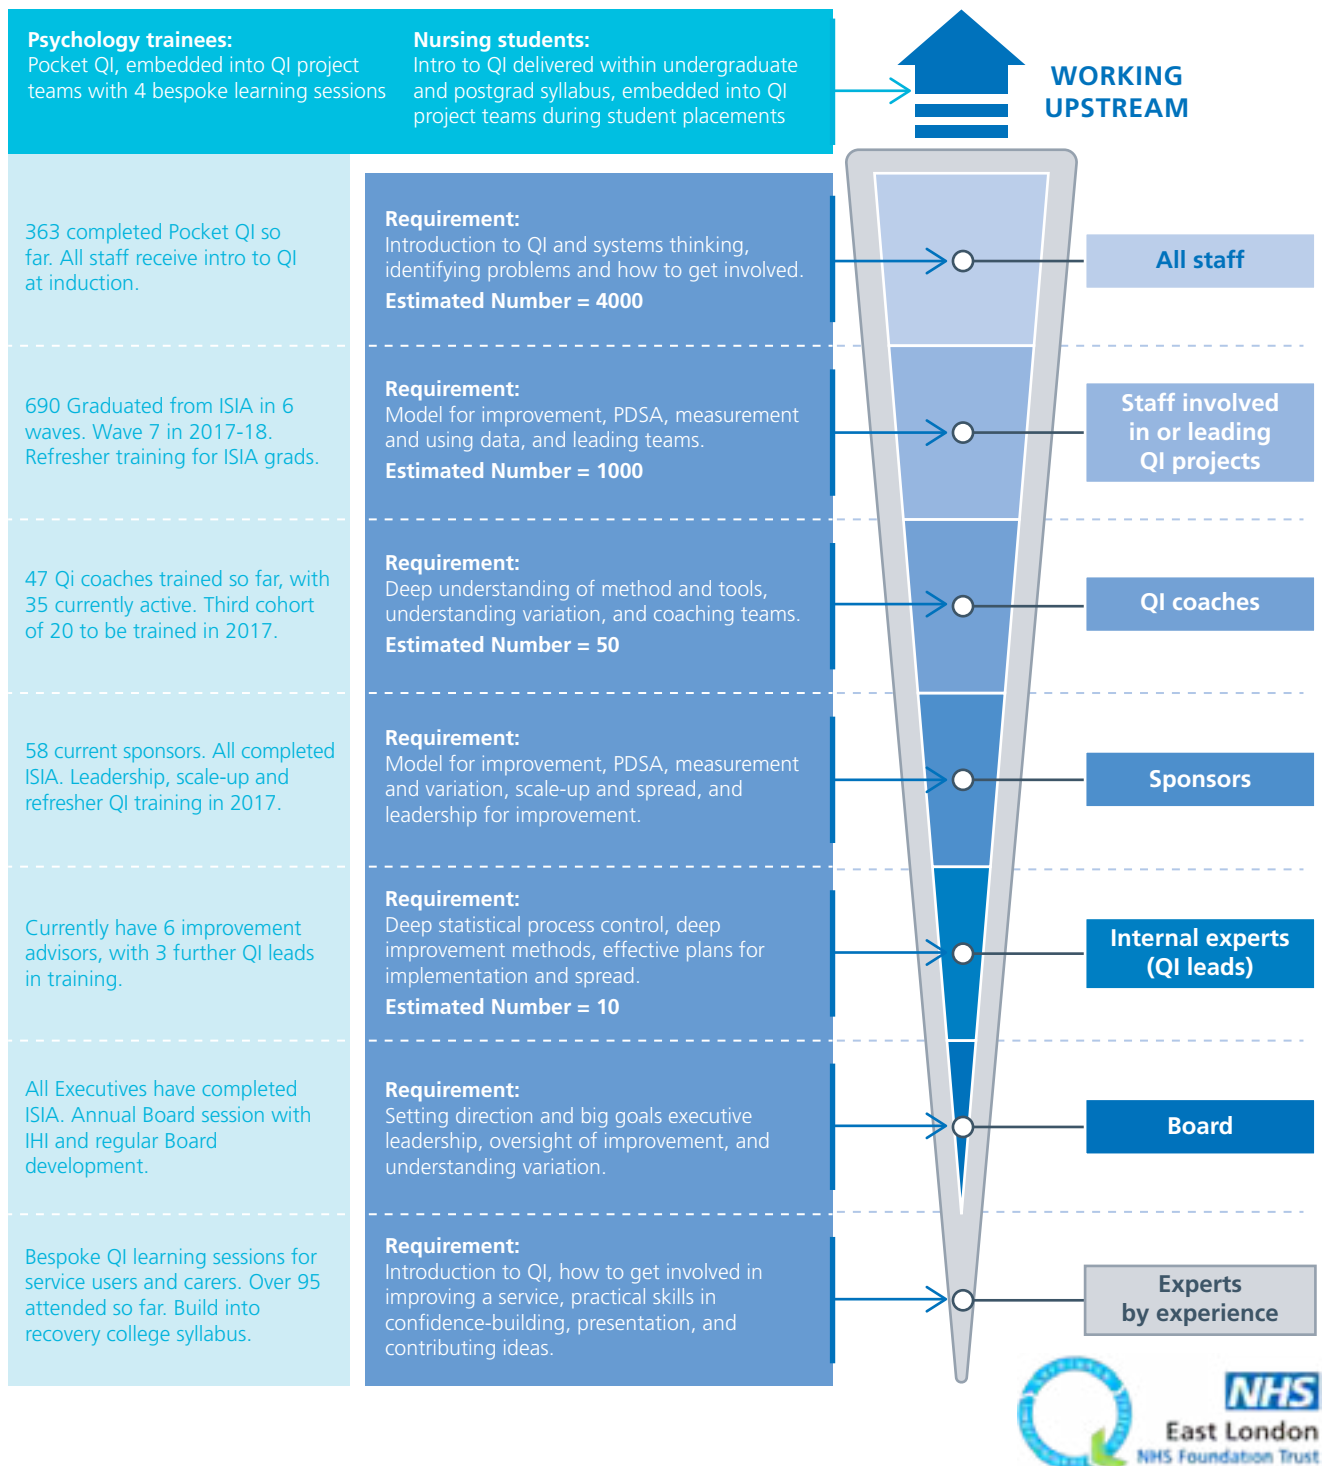 Psychology trainees:
Pocket QI, embedded into QI project
teams with 4 bespoke learning sessions
Nursing students:
Intro to QI delivered within undergraduate
and postgrad syllabus, embedded into QI
project teams during student placements
WORKING
UPSTREAM
363 completed Pocket QI so
far. All staff receive intro to QI
at induction.
Requirement:
Introduction to QI and systems thinking,
identifying problems and how to get involved.
Estimated Number = 4000
All staff
690 Graduated from ISIA in 6
waves. Wave 7 in 2017-18.
Refresher training for ISIA grads.
Requirement:
Model for improvement, PDSA, measurement
and using data, and leading teams.
Estimated Number = 1000
Staff involved
in or leading
QI projects
47 Qi coaches trained so far, with
35 currently active. Third cohort
of 20 to be trained in 2017.
Requirement:
Deep understanding of method and tools,
understanding variation, and coaching teams.
Estimated Number = 50
QI coaches
58 current sponsors. All completed
ISIA. Leadership, scale-up and
refresher QI training in 2017.
Requirement:
Model for improvement, PDSA, measurement
and variation, scale-up and spread, and
leadership for improvement.
Sponsors
Currently have 6 improvement
advisors, with 3 further QI leads
in training.
Requirement:
Deep statistical process control, deep
improvement methods, effective plans for
implementation and spread.
Estimated Number = 10
Internal experts
(QI leads)
All Executives have completed
ISIA. Annual Board session with
IHI and regular Board
development.
Requirement:
Setting direction and big goals executive
leadership, oversight of improvement, and
understanding variation.
Board
Bespoke QI learning sessions for
service users and carers. Over 95
attended so far. Build into
recovery college syllabus.
Requirement:
Introduction to QI, how to get involved in
improving a service, practical skills in
confidence-building, presentation, and
contributing ideas.
Experts
by experience
NHS
East London
NHS Foundation Trust